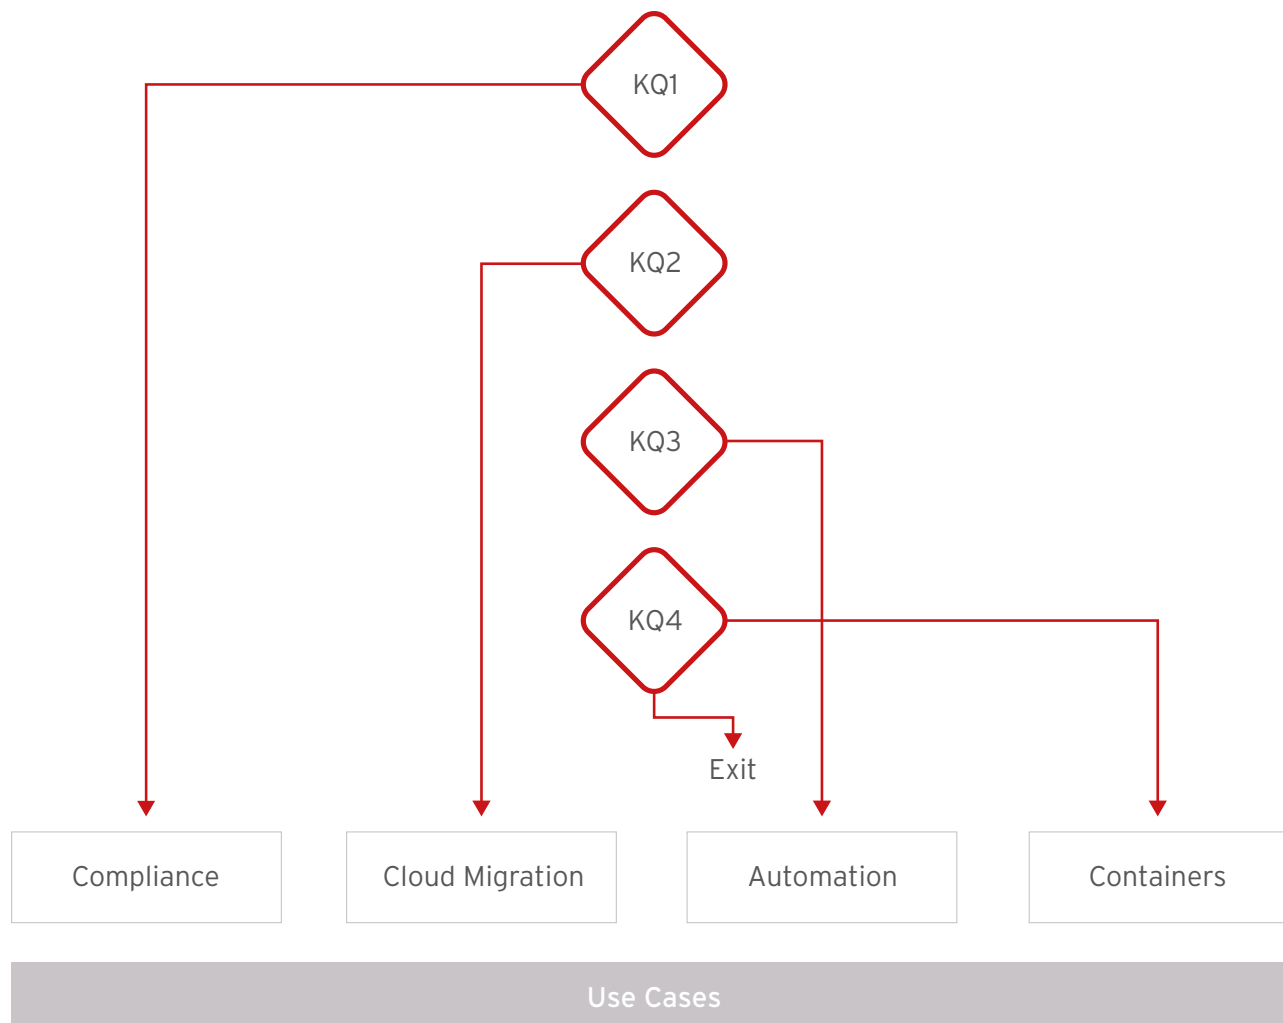 KQ1
KQ2
KQ3
KQ4
Exit
Compliance
Cloud Migration
Automation
Containers
Use Cases